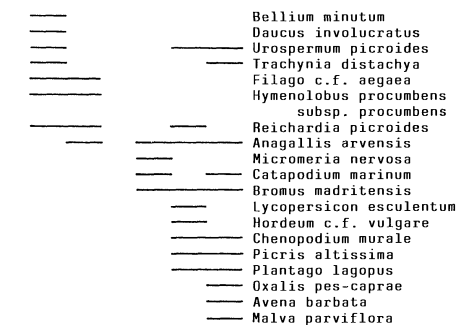 Bellium minutum
Daucus involucratus
Urospermum picroides
Trachynia distachya
Filago c.f. aegaea
Hymenolobus procumbens
subsp. procumbens
Reichardia picroides
Anagallis arvensis
Micromeria nervosa
Catapodium marinum
Bromus madritensis
Lycopersicon esculentum
Hordeum c.f. vulgare
Chenopodium murale
Picris altissima
Plantago lagopus
Oxalis pes-caprae
Avena barbata
Malva parviflora